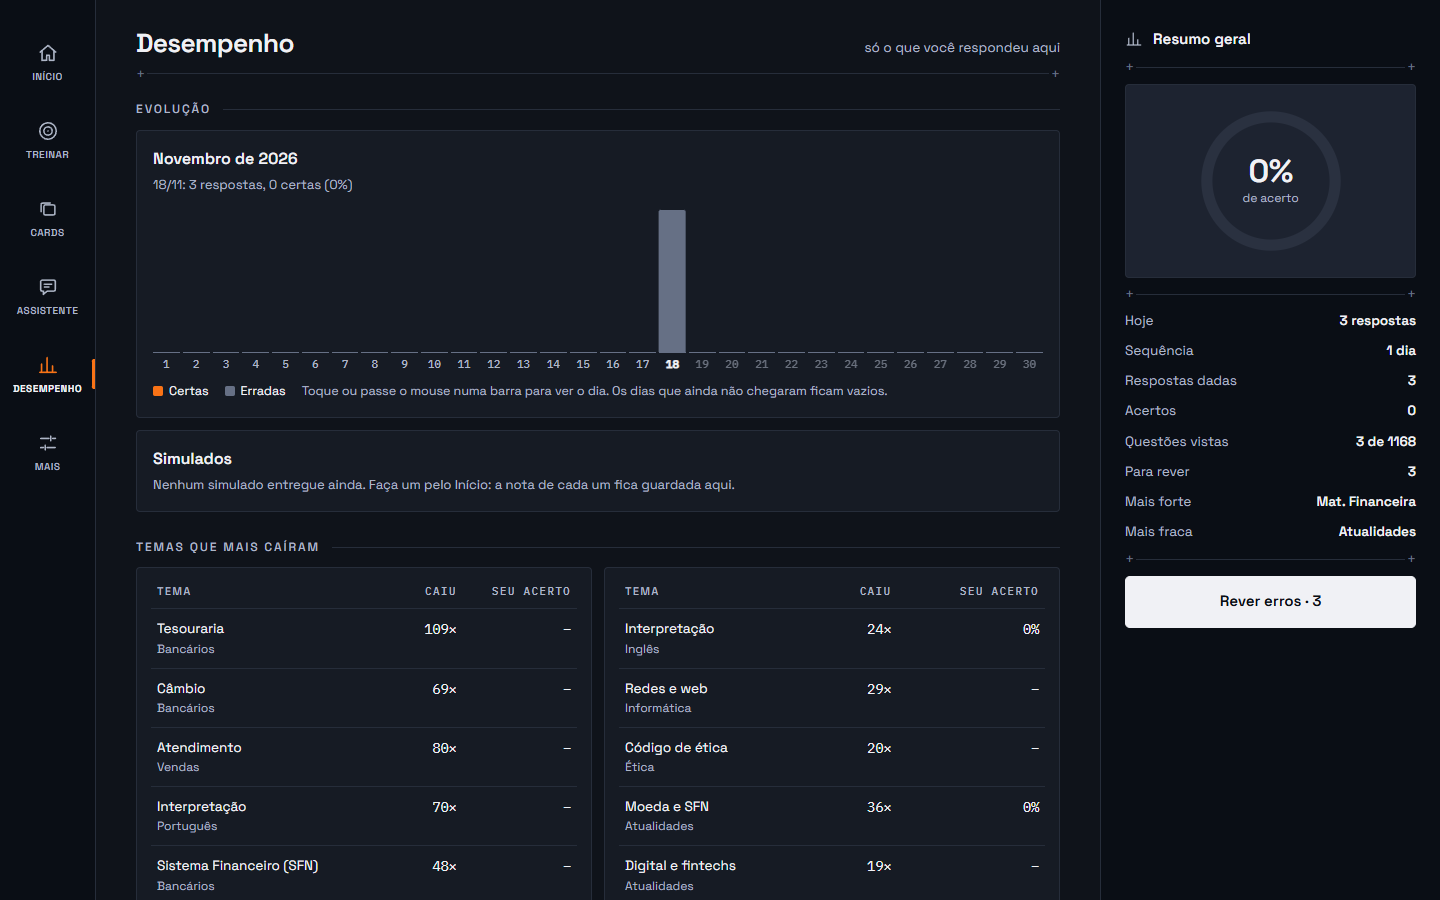 INÍCIO
TREINAR
CARDS
ASSISTENTE
DESEMPENHO
MAIS
Desempenho
só o que você respondeu aqui
EVOLUÇÃO
Novembro de 2026
18/11: 3 respostas, 0 certas (0%)
1 2 3 4 5 6 7 8 9 10 11 12 13 14 15 16 17 18 19 20 21 22 23 24 25 26 27 28 29 30
Certas Erradas Toque ou passe o mouse numa barra para ver o dia. Os dias que ainda não chegaram ficam vazios.
Simulados
Nenhum simulado entregue ainda. Faça um pelo Início: a nota de cada um fica guardada aqui.
TEMAS QUE MAIS CAÍRAM
TEMA CAIU SEU ACERTO
Tesouraria 109× –
Bancários
Câmbio 69× –
Bancários
Atendimento 80× –
Vendas
Interpretação 70× –
Português
Sistema Financeiro (SFN) 48× –
Bancários
TEMA CAIU SEU ACERTO
Interpretação 24× 0%
Inglês
Redes e web 29× –
Informática
Código de ética 20× –
Ética
Moeda e SFN 36× 0%
Atualidades
Digital e fintechs 19× –
Atualidades
Resumo geral
0%
de acerto
Hoje 3 respostas
Sequência 1 dia
Respostas dadas 3
Acertos 0
Questões vistas 3 de 1168
Para rever 3
Mais forte Mat. Financeira
Mais fraca Atualidades
Rever erros · 3